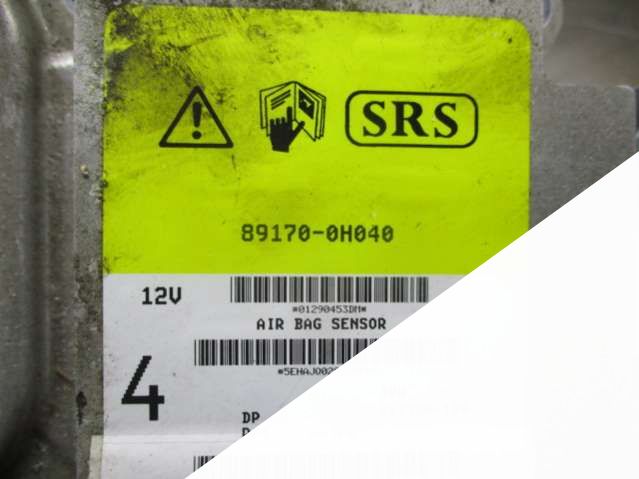 SRS
89170-0H040
12V
*01290453DM*
AIR BAG SENSOR
4
DP